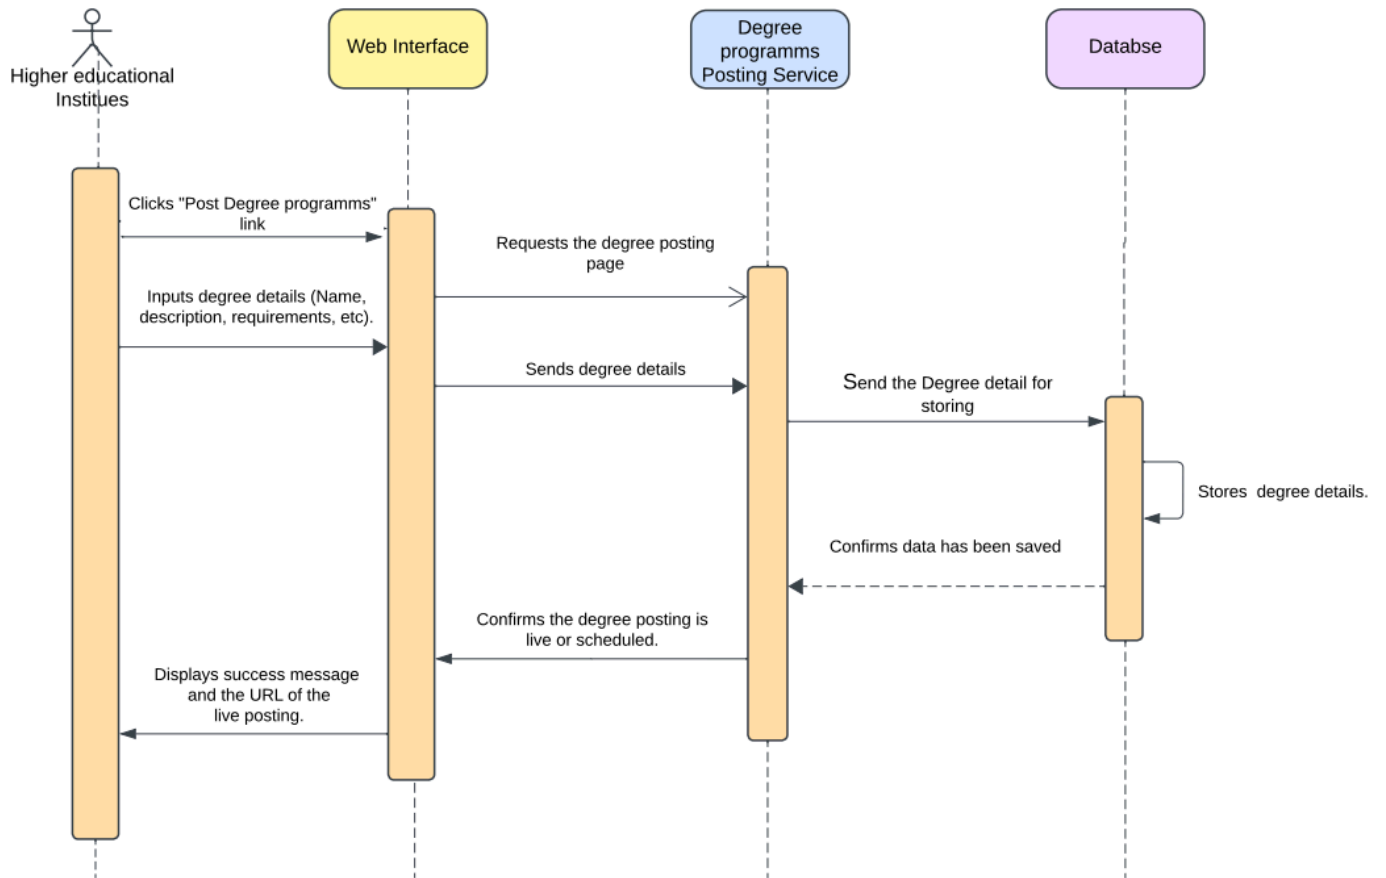 Higher educational
Institues
Web Interface
Degree
programms
Posting Service
Databse
Clicks "Post Degree programms"
link
Requests the degree posting
page
Inputs degree details (Name,
description, requirements, etc).
Sends degree details
Send the Degree detail for
storing
Stores  degree details.
Confirms data has been saved
Confirms the degree posting is
live or scheduled.
Displays success message
and the URL of the
live posting.